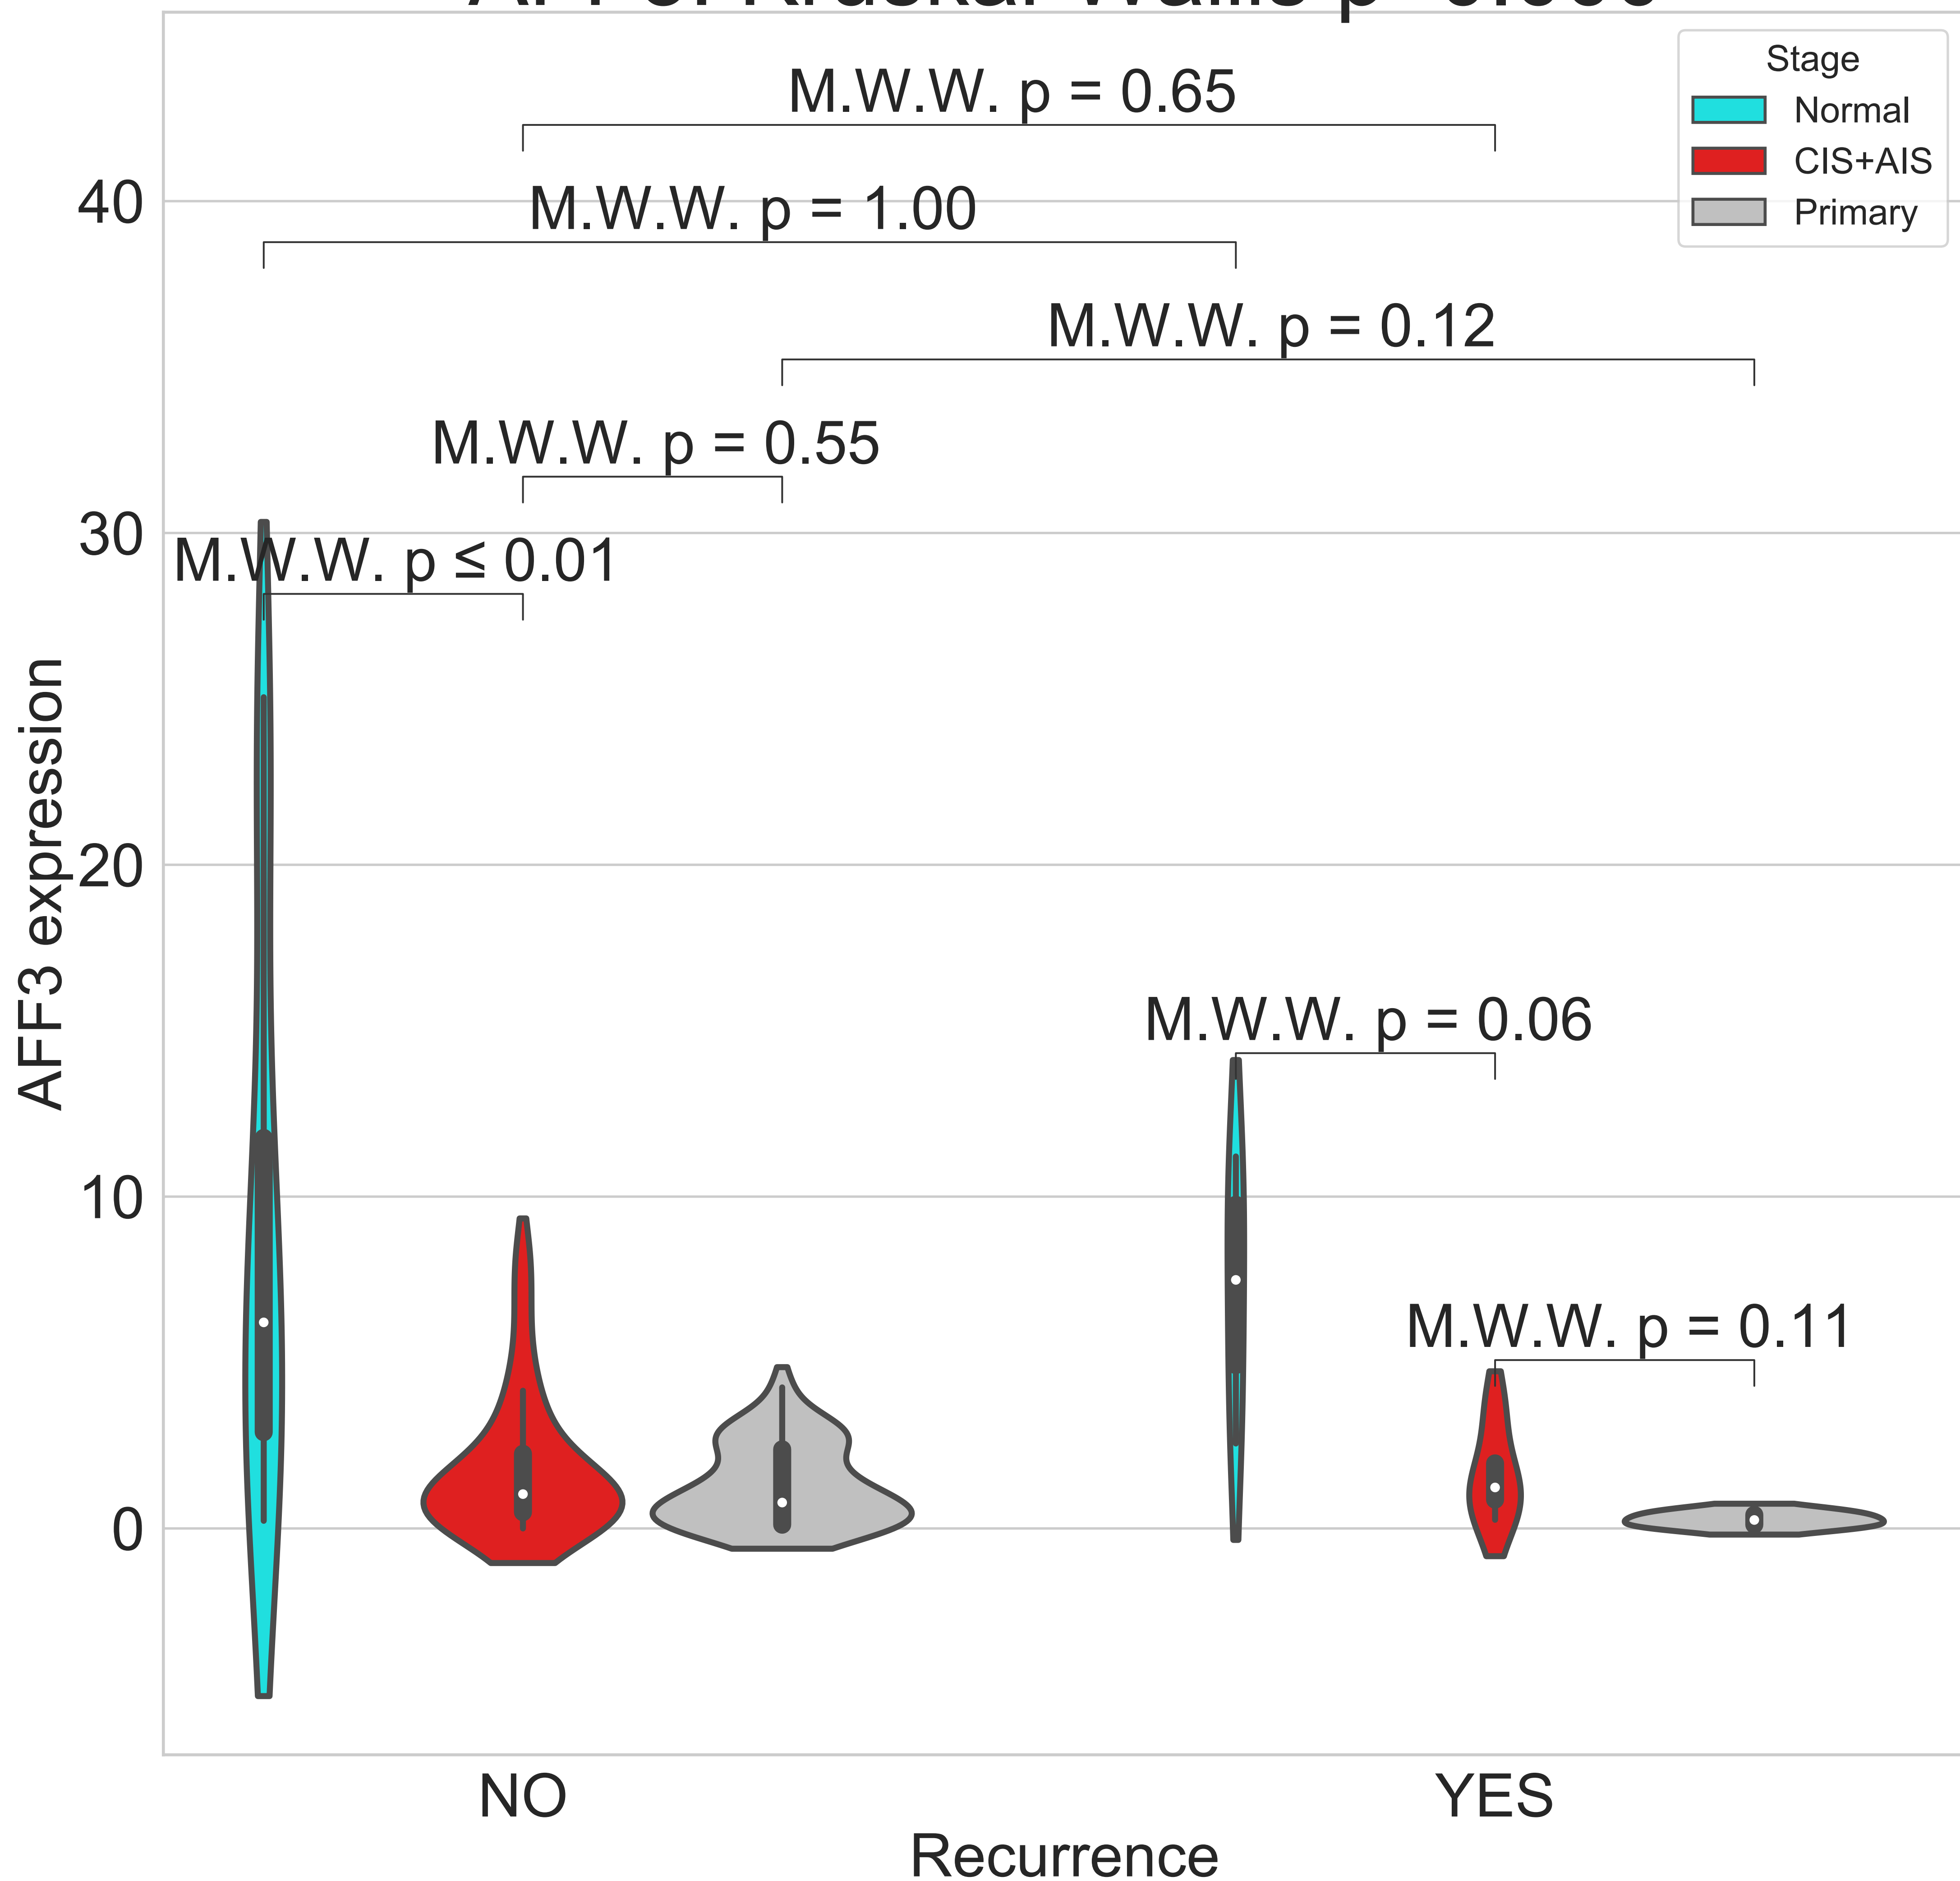 Stage
Normal
CIS+AIS
Primary
M.W.W. p = 0.65
M.W.W. p = 1.00
M.W.W. p = 0.12
M.W.W. p = 0.55
M.W.W. p ≤ 0.01
M.W.W. p = 0.06
M.W.W. p = 0.11
40
30
20
10
0
AFF3 expression
NO
YES
Recurrence